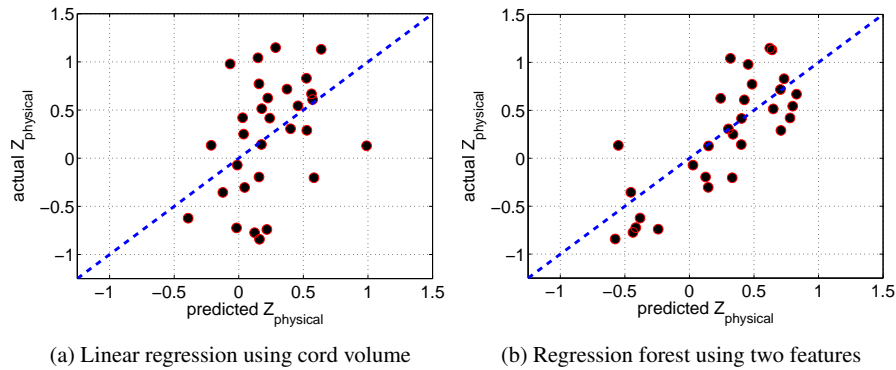 1.5
1
0.5
0
−0.5
−1
actual Z_physical
−1 −0.5 0 0.5 1 1.5
predicted Z_physical
(a) Linear regression using cord volume
1.5
1
0.5
0
−0.5
−1
actual Z_physical
−1 −0.5 0 0.5 1 1.5
predicted Z_physical
(b) Regression forest using two features